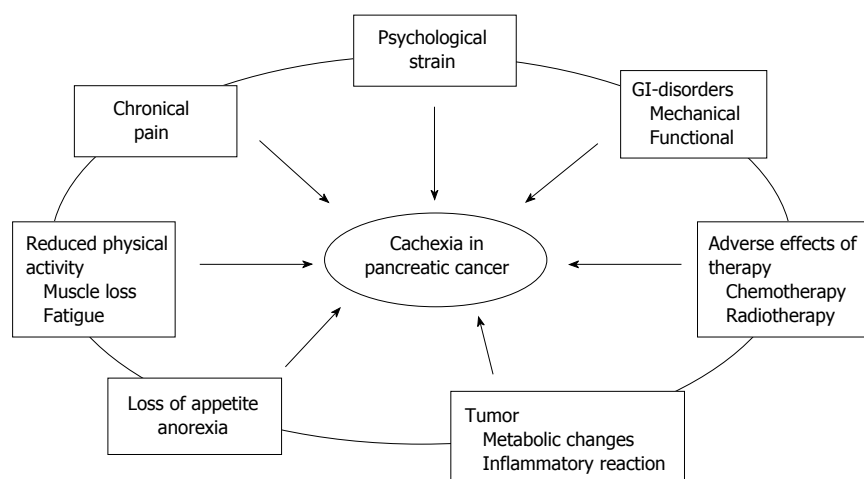 Psychological
strain
Chronical
pain
GI-disorders
Mechanical
Functional
Reduced physical
activity
Muscle loss
Fatigue
Cachexia in
pancreatic cancer
Adverse effects of
therapy
Chemotherapy
Radiotherapy
Loss of appetite
anorexia
Tumor
Metabolic changes
Inflammatory reaction